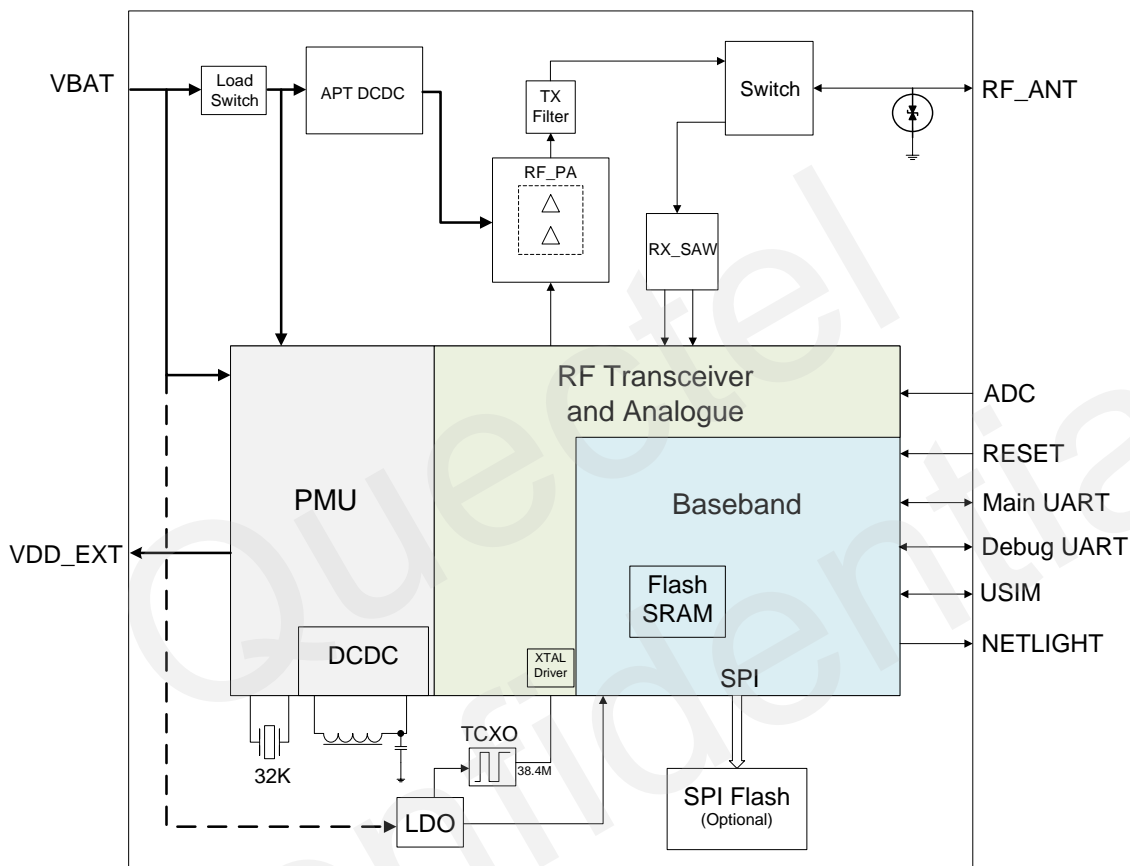 VBAT
Load
Switch
APT DCDC
TX
Filter
Switch
RF_ANT
RF_PA
RX_SAW
RF Transceiver
and Analogue
ADC
RESET
PMU
Baseband
Main UART
VDD_EXT
Debug UART
Flash
SRAM
USIM
NETLIGHT
DCDC
XTAL
Driver
SPI
TCXO
38.4M
32K
LDO
SPI Flash
(Optional)
Quectel
Confidential